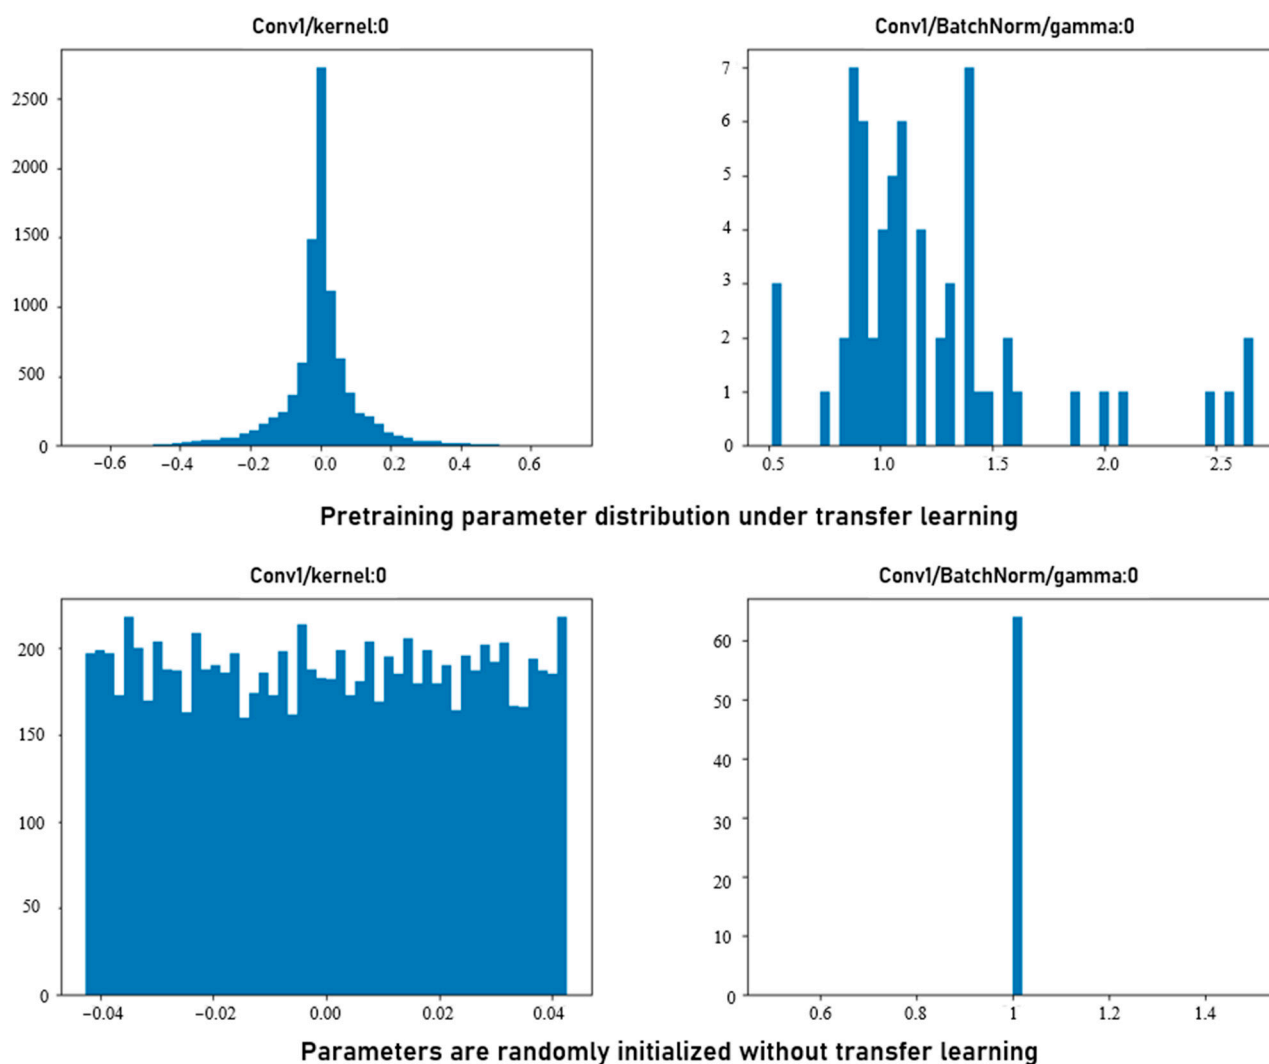 Conv1/kernel:0
Conv1/BatchNorm/gamma:0
2500
2000
1500
1000
500
0
−0.6 −0.4 −0.2 0.0 0.2 0.4 0.6
7
6
5
4
3
2
1
0
0.5 1.0 1.5 2.0 2.5
Pretraining parameter distribution under transfer learning
Conv1/kernel:0
Conv1/BatchNorm/gamma:0
200
150
100
50
0
−0.04 −0.02 0.00 0.02 0.04
60
50
40
30
20
10
0
0.6 0.8 1 1.2 1.4
Parameters are randomly initialized without transfer learning